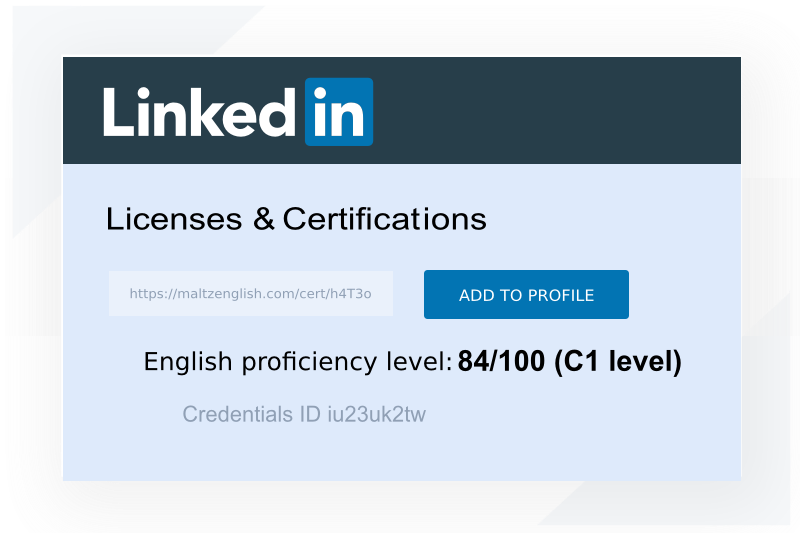 Linkedin
Licenses & Certifications
https://maltzenglish.com/cert/h4T3o
ADD TO PROFILE
English proficiency level: 84/100 (C1 level)
Credentials ID iu23uk2tw